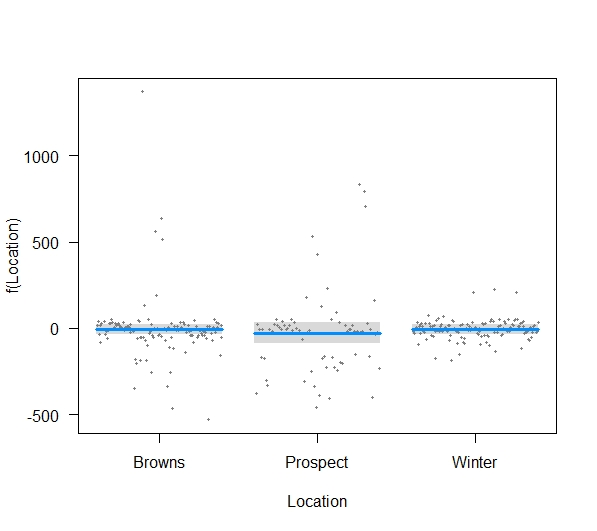 1000
500
0
-500
f(Location)
Browns Prospect Winter
Location